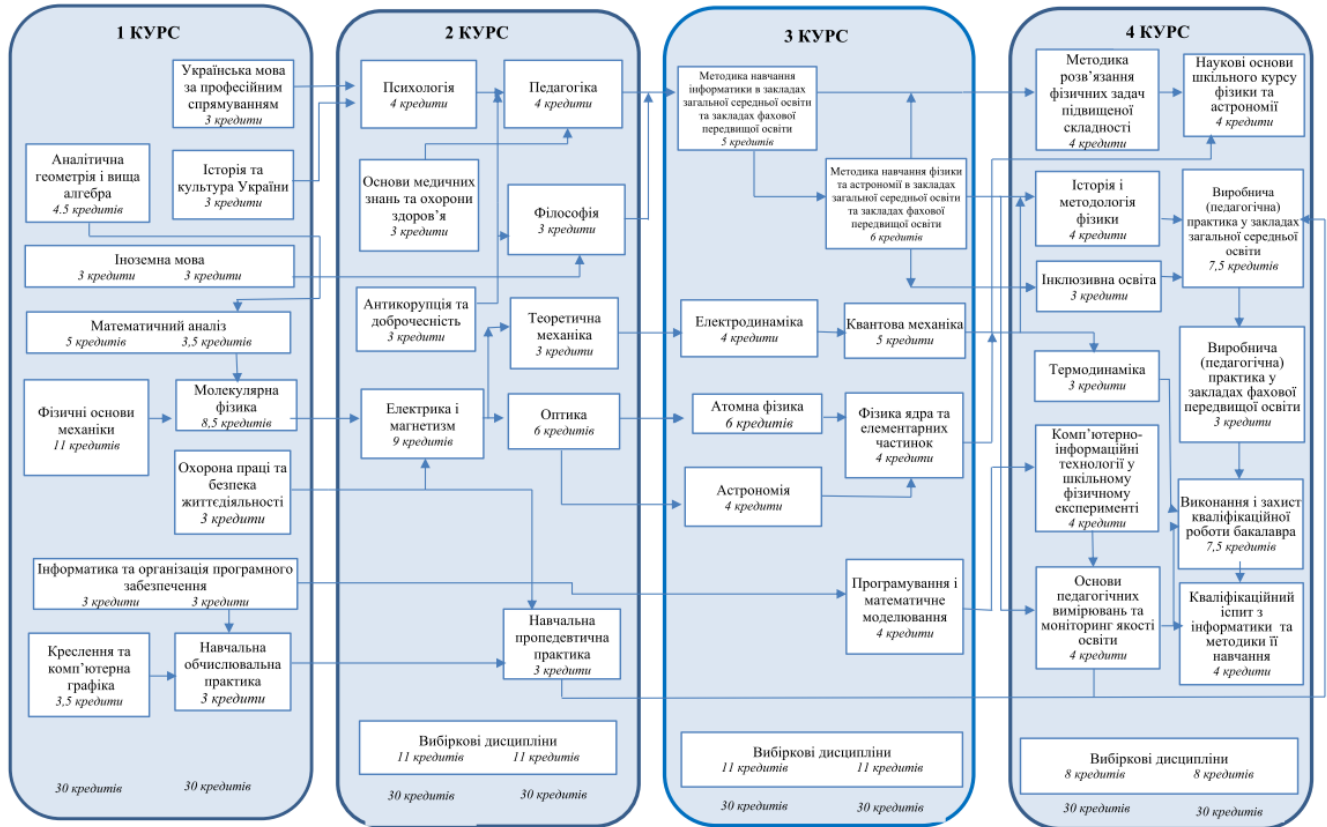 1 КУРС
Українська мова
за професійним
спрямуванням
3 кредити
Аналітична
геометрія і вища
алгебра
4.5 кредитів
Історія та
культура України
3 кредити
Іноземна мова
3 кредити 3 кредити
Математичний аналіз
5 кредитів 3,5 кредити
Фізичні основи
механіки
11 кредитів
Молекулярна
фізика
8,5 кредитів
Охорона праці та
безпека
життєдіяльності
3 кредити
Інформатика та організація програмного
забезпечення
3 кредити 3 кредити
Креслення та
комп’ютерна
графіка
3,5 кредити
Навчальна
обчислювальна
практика
3 кредити
30 кредитів 30 кредитів
2 КУРС
Психологія
4 кредити
Педагогіка
4 кредити
Основи медичних
знань та охорони
здоров’я
3 кредити
Філософія
3 кредити
Антикорупція та
доброчесність
3 кредити
Теоретична
механіка
3 кредити
Електрика і
магнетизм
9 кредитів
Оптика
6 кредитів
Навчальна
пропедевтична
практика
3 кредити
Вибіркові дисципліни
11 кредитів 11 кредитів
30 кредитів 30 кредитів
3 КУРС
Методика навчання
інформатики в закладах
загальної середньої освіти
та закладах фахової
передвищої освіти
5 кредитів
Методика навчання фізики
та астрономії в закладах
загальної середньої освіти
та закладах фахової
передвищої освіти
6 кредитів
Електродинаміка
4 кредити
Квантова механіка
5 кредити
Атомна фізика
6 кредити
Фізика ядра та
елементарних
частинок
4 кредити
Астрономія
4 кредити
Програмування і
математичне
моделювання
4 кредити
Вибіркові дисципліни
11 кредитів 11 кредитів
30 кредитів 30 кредитів
4 КУРС
Методика
розв’язання
фізичних задач
підвищеної
складності
4 кредити
Наукові основи
шкільного курсу
фізики та
астрономії
4 кредити
Історія і
методологія
фізики
4 кредити
Виробнича
(педагогічна)
практика у закладах
загальної середньої
освіти
7,5 кредитів
Інклюзивна освіта
3 кредити
Термодинаміка
3 кредити
Виробнича
(педагогічна)
практика у
закладах фахової
передвищої освіти
3 кредити
Комп’ютерно-
інформаційні
технології у
шкільному
фізичному
експерименті
4 кредити
Виконання і захист
кваліфікаційної
роботи бакалавра
7,5 кредитів
Основи
педагогічних
вимірювань та
моніторинг якості
освіти
4 кредити
Кваліфікаційний
іспит з
інформатики та
методики її
навчання
4 кредити
Вибіркові дисципліни
8 кредитів 8 кредитів
30 кредитів 30 кредитів